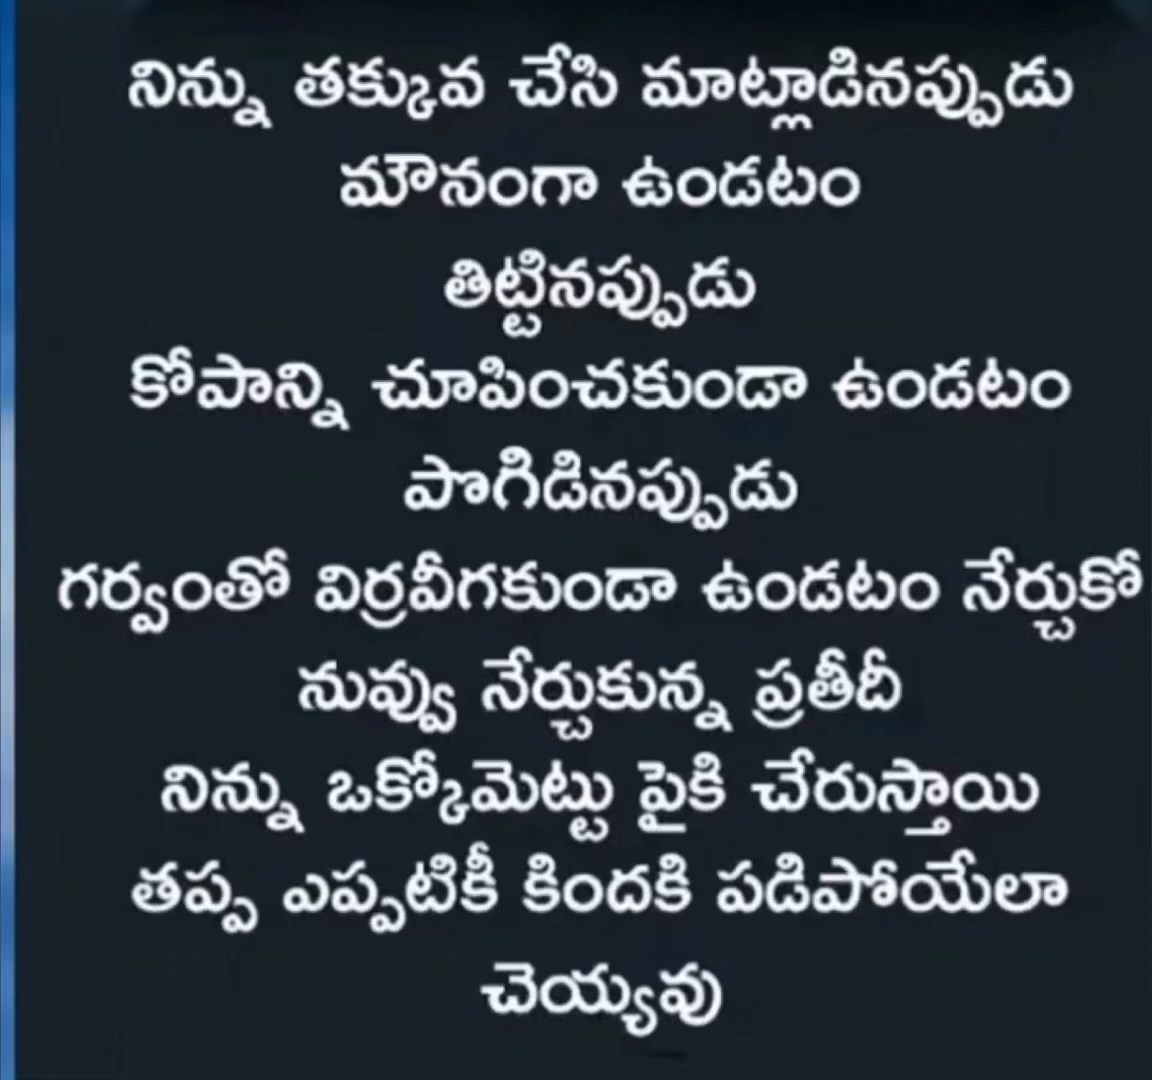 నిన్ను తక్కువ చేసి మాట్లాడినప్పుడు
మౌనంగా ఉండటం
తిట్టినప్పుడు
కోపాన్ని చూపించకుండా ఉండటం
పొగిడినప్పుడు
గర్వంతో విర్రవీగకుండా ఉండటం నేర్చుకో
నువ్వు నేర్చుకున్న ప్రతీదీ
నిన్ను ఒక్కోమెట్టు పైకి చేరుస్తాయి
తప్ప ఎప్పటికీ కిందకి పడిపోయేలా
చెయ్యవు